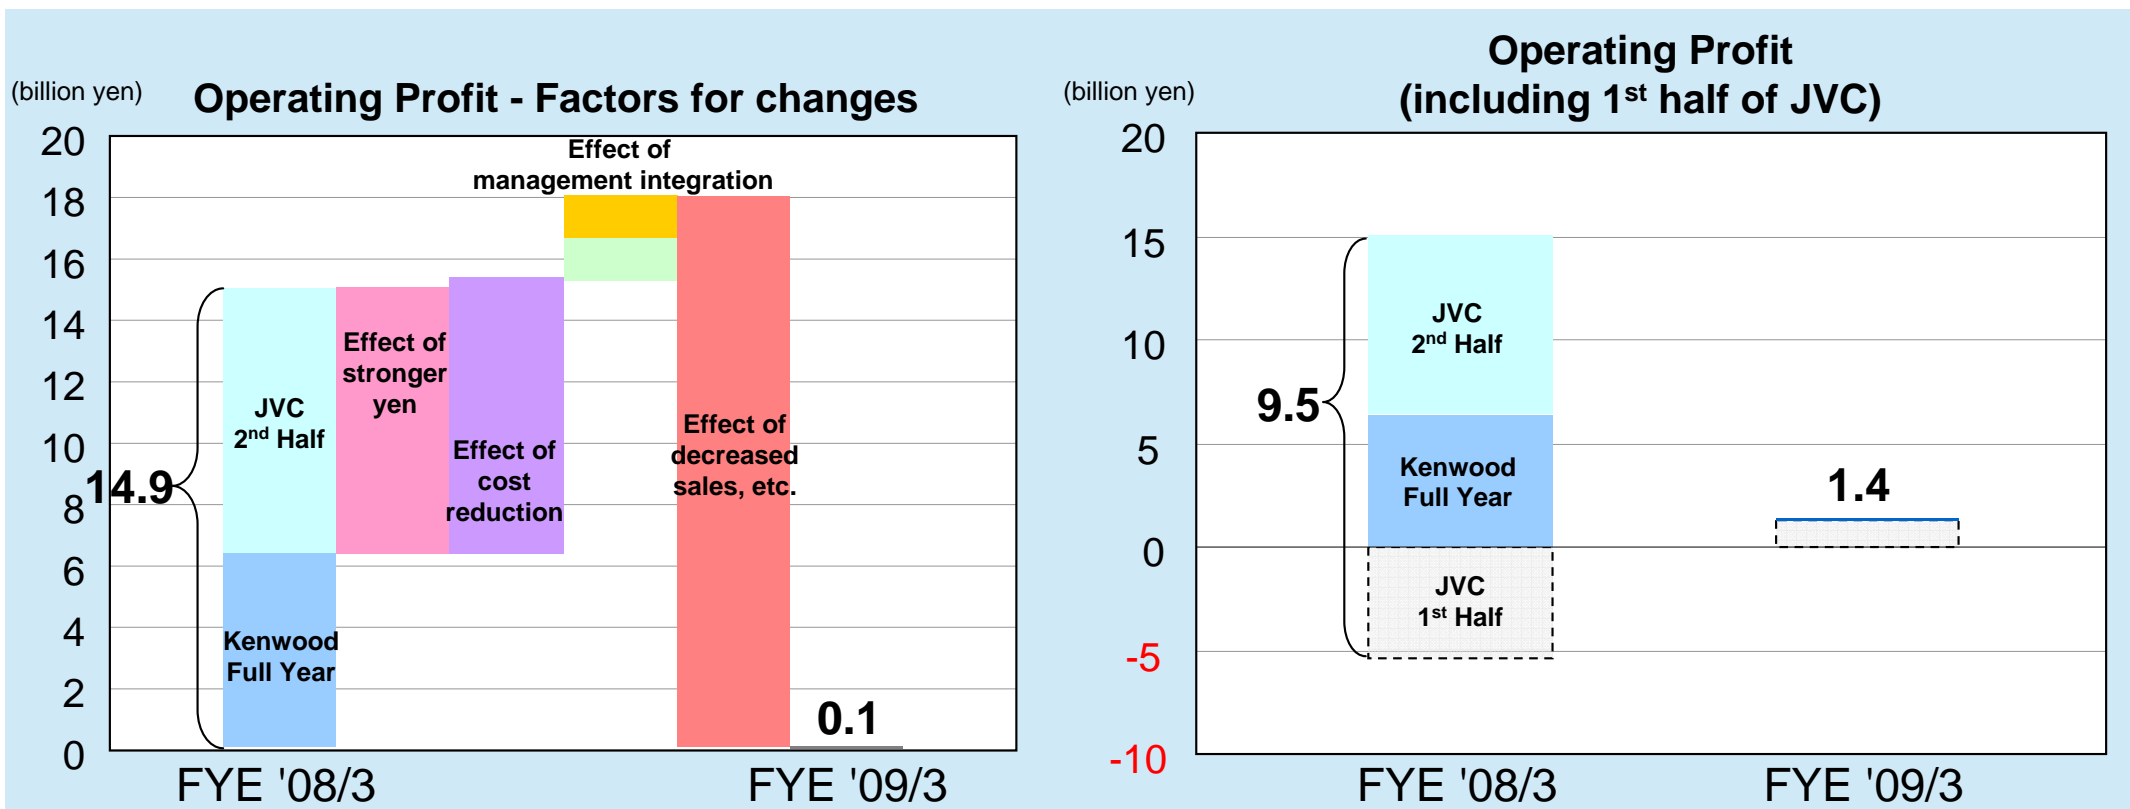 (billion yen)
Operating Profit - Factors for changes
20
18
16
14
12
10
8
6
4
2
0
Effect of
management integration
Effect of
stronger
yen
JVC
2nd Half
Effect of
cost
reduction
Effect of
decreased
sales, etc.
14.9
Kenwood
Full Year
0.1
FYE '08/3
FYE '09/3
Operating Profit
(billion yen)
(including 1st half of JVC)
20
15
10
5
0
-5
-10
JVC
2nd Half
9.5
Kenwood
Full Year
1.4
JVC
1st Half
FYE '08/3
FYE '09/3